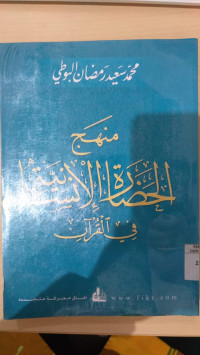 محمد سعيد رمضان البوطي
منهج
الحضارة الإنسانية
في القرآن
www.fikr.com